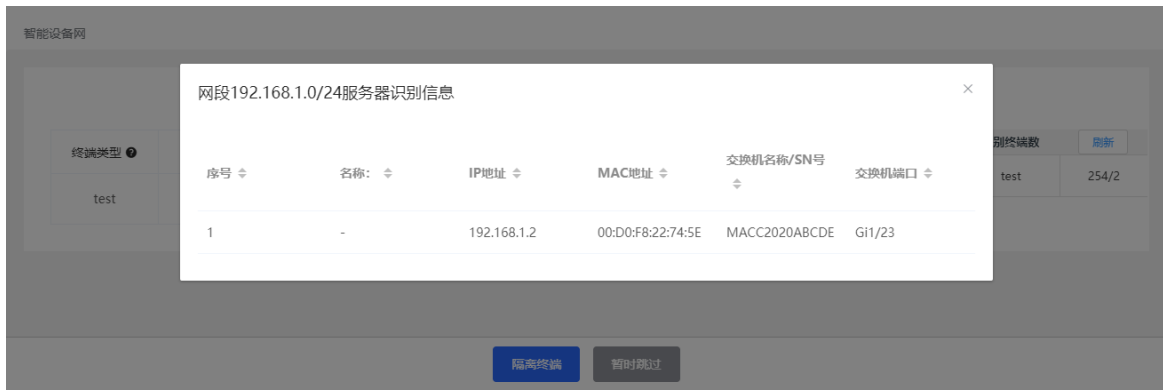 智能设备网
网段192.168.1.0/24服务器识别信息
终端类型
别终端数
刷新
序号
名称:
IP地址
MAC地址
交换机名称/SN号
交换机端口
test
test
254/2
1
-
192.168.1.2
00:D0:F8:22:74:5E
MACC2020ABCDE
Gi1/23
隔离终端
暂时跳过